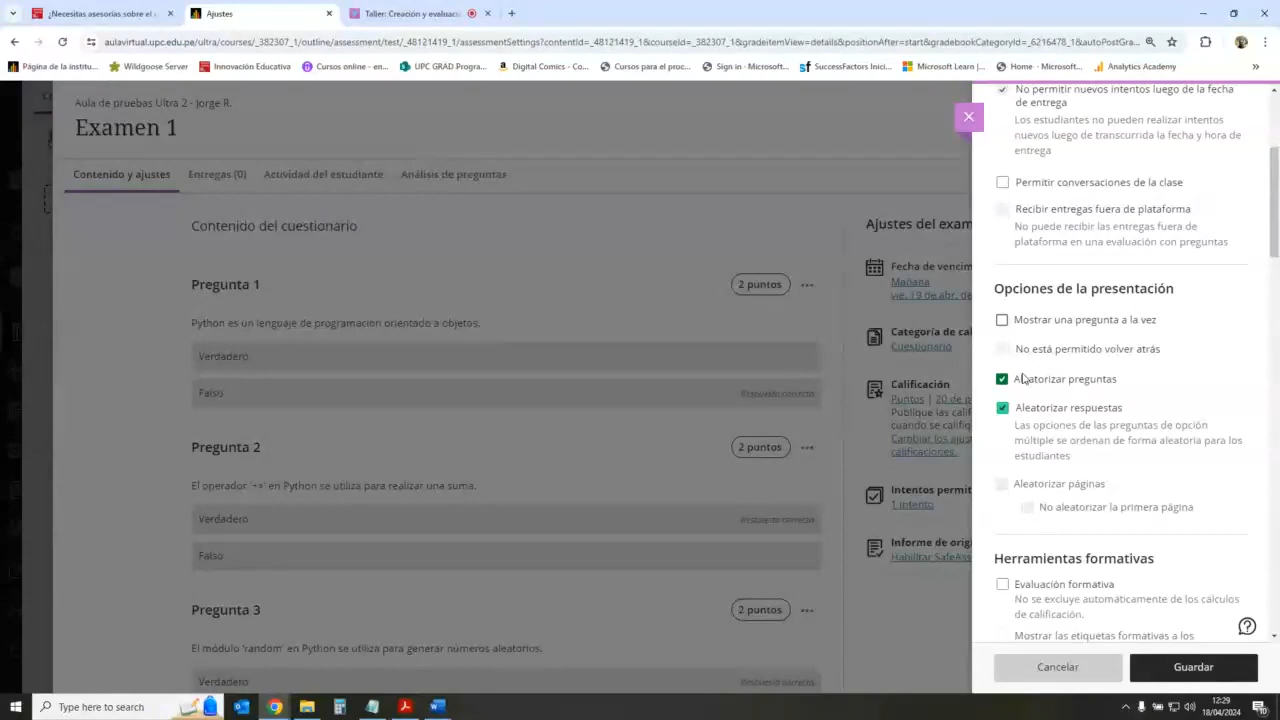 ¿Necesitas asesorías sobre el
Ajustes
Taller: Creación y evaluaci
aulavirtual.upc.edu.pe/ultra/courses/_382307_1/outline/assessment/test/_48121419_1/assessmentSettings?contentId=_48121419_1&courseId=_382307_1&gradeitemView=details&positionAfter=start&gradebookCategoryId=_6216478_1&autoPostGra...
Página de la institu...
Wildgoose Server
Innovación Educativa
Cursos online - en...
UPC GRAD Progra...
Digital Comics - Co...
Cursos para el proc...
Sign in - Microsoft...
SuccessFactors Inici...
Microsoft Learn |...
Home - Microsoft...
Analytics Academy
Aula de pruebas Ultra 2 - Jorge R.
Examen 1
Contenido y ajustes
Entregas (0)
Actividad del estudiante
Análisis de preguntas
Contenido del cuestionario
Pregunta 1
2 puntos
Python es un lenguaje de programación orientado a objetos.
Verdadero
Falso
Respuesta correcta
Pregunta 2
2 puntos
El operador '+=' en Python se utiliza para realizar una suma.
Verdadero
Respuesta correcta
Falso
Pregunta 3
2 puntos
El módulo 'random' en Python se utiliza para generar números aleatorios.
Verdadero
Respuesta correcta
Ajustes del exam
Fecha de vencim
Mañana
vie, 19 de abr. de
Categoría de cal
Cuestionario
Calificación
Puntos | 20 de p
Publique las calif
cuando se califiq
Cambiar los ajust
calificaciones.
Intentos permit
1 intento
Informe de orig
Habilitar SafeAss
No permitir nuevos intentos luego de la fecha
de entrega
Los estudiantes no pueden realizar intentos
nuevos luego de transcurrida la fecha y hora de
entrega
Permitir conversaciones de la clase
Recibir entregas fuera de plataforma
No puede recibir las entregas fuera de
plataforma en una evaluación con preguntas
Opciones de la presentación
Mostrar una pregunta a la vez
No está permitido volver atrás
Aleatorizar preguntas
Aleatorizar respuestas
Las opciones de las preguntas de opción
múltiple se ordenan de forma aleatoria para los
estudiantes
Aleatorizar páginas
No aleatorizar la primera página
Herramientas formativas
Evaluación formativa
No se excluye automáticamente de los cálculos
de calificación.
Mostrar las etiquetas formativas a los
Cancelar
Guardar
Type here to search
12:29
18/04/2024